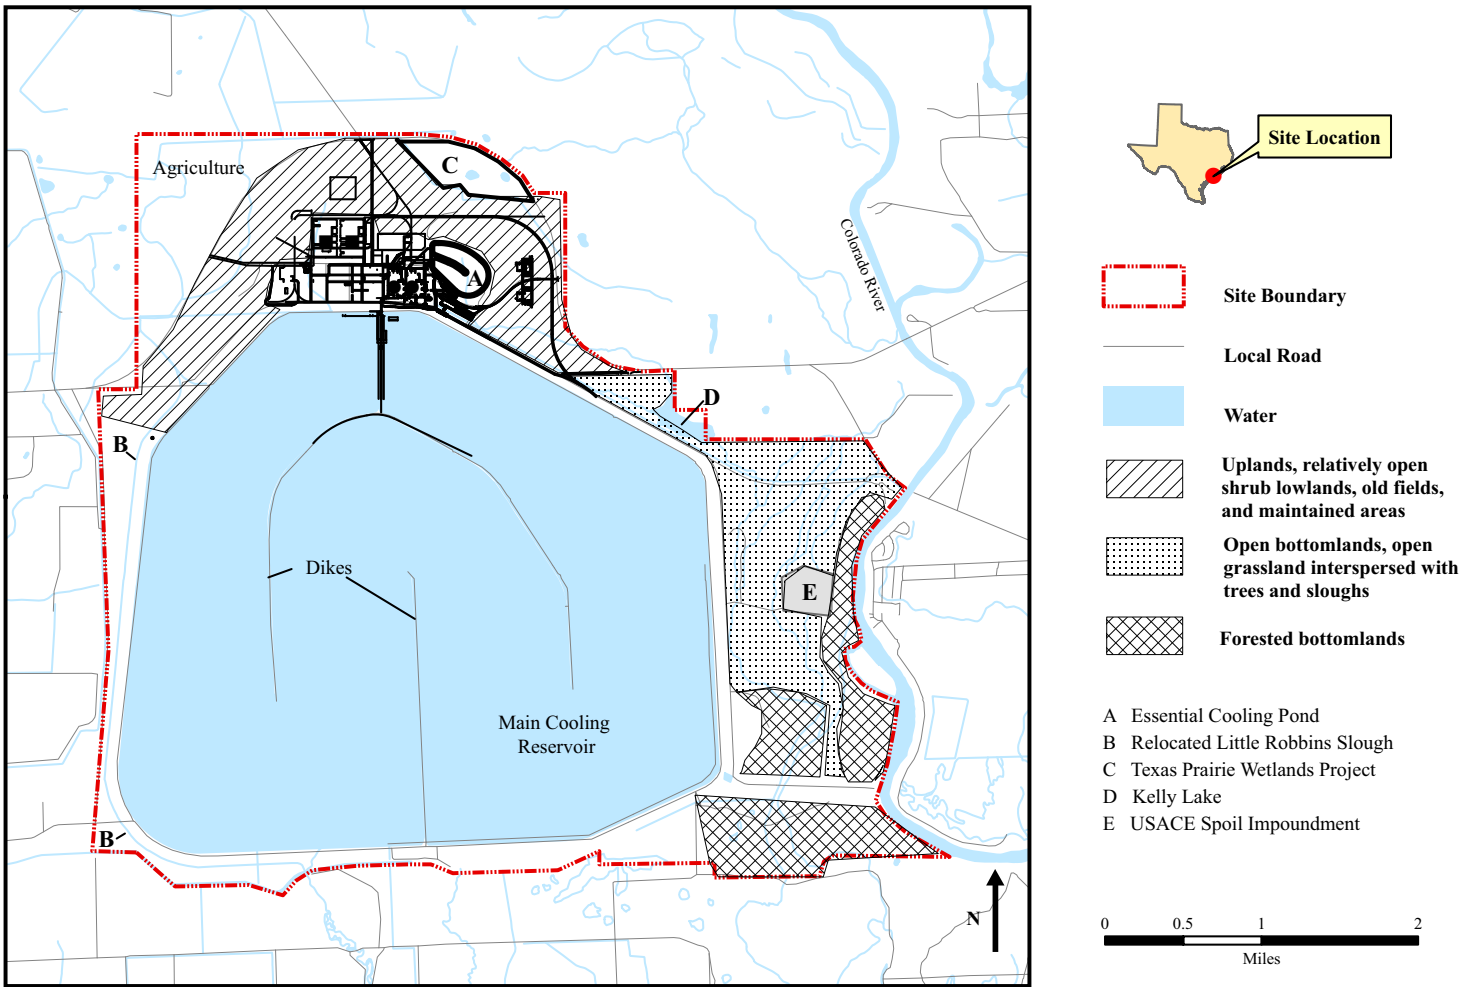 Agriculture
C
A
Colorado River
D
B
Dikes
E
Main Cooling
Reservoir
B
N
Site Location
Site Boundary
Local Road
Water
Uplands, relatively open
shrub lowlands, old fields,
and maintained areas
Open bottomlands, open
grassland interspersed with
trees and sloughs
Forested bottomlands
A Essential Cooling Pond
B Relocated Little Robbins Slough
C Texas Prairie Wetlands Project
D Kelly Lake
E USACE Spoil Impoundment
0 0.5 1 2
Miles